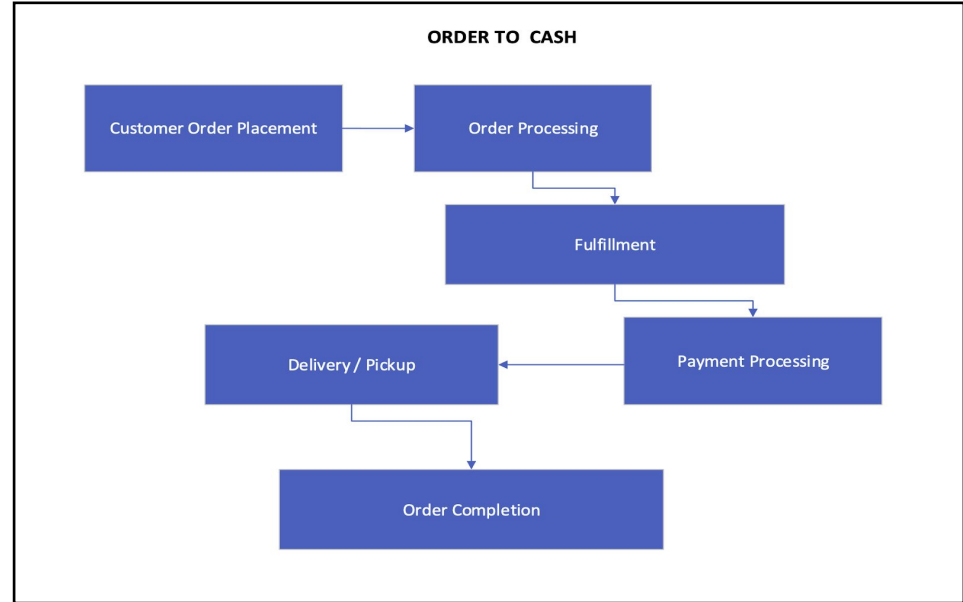 ORDER TO CASH
Customer Order Placement
Order Processing
Fulfillment
Payment Processing
Delivery / Pickup
Order Completion